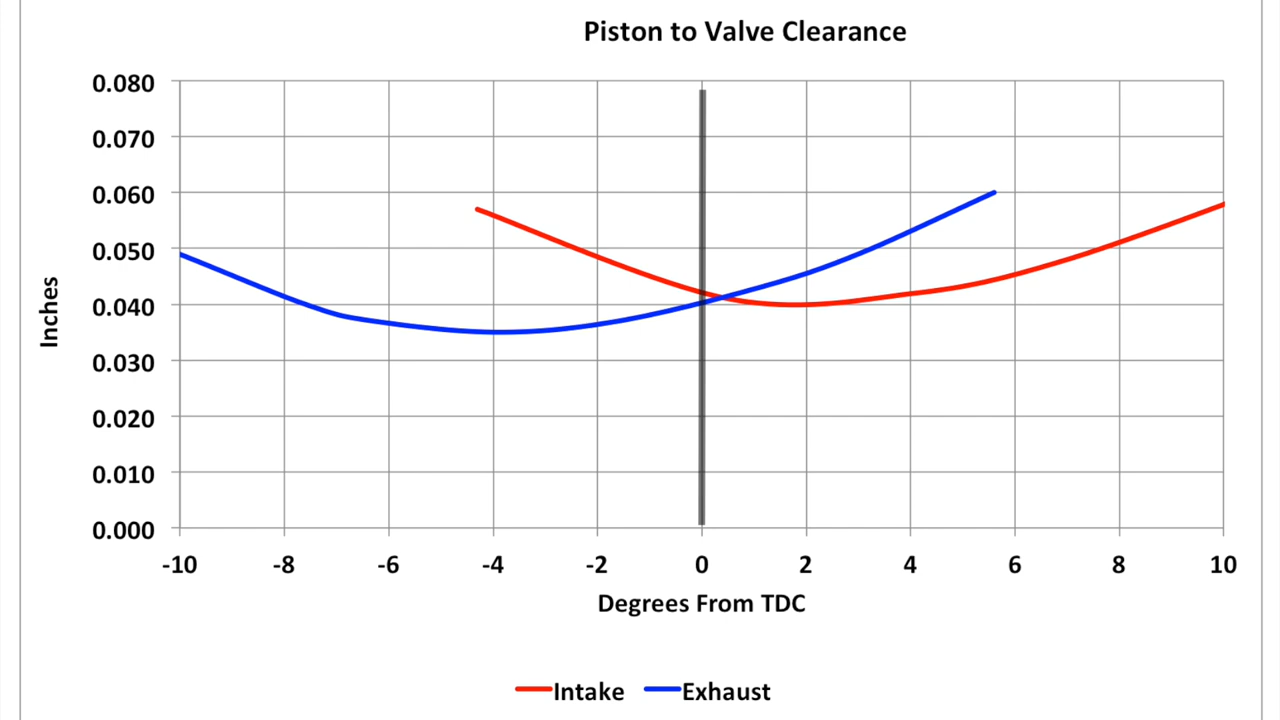 Piston to Valve Clearance
0.080
0.070
0.060
0.050
0.040
0.030
0.020
0.010
0.000
Inches
-10 -8 -6 -4 -2 0 2 4 6 8 10
Degrees From TDC
Intake Exhaust